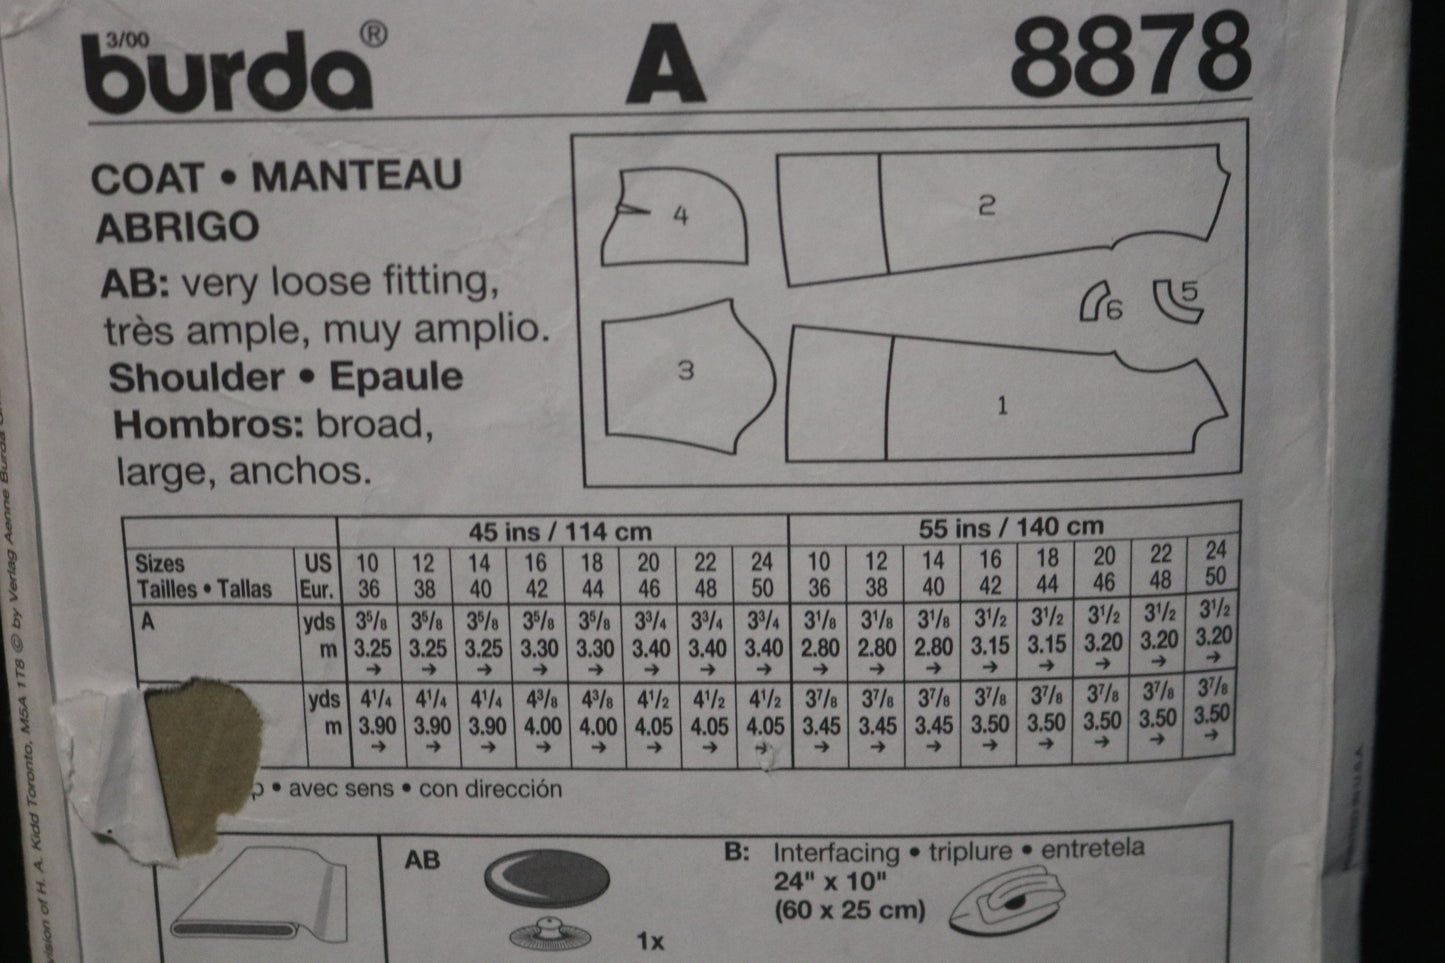 3/00
burda® A 8878
COAT • MANTEAU
ABRIGO
AB: very loose fitting,
très ample, muy amplio.
Shoulder • Epaule
Hombros: broad,
large, anchos.
4
2
6
5
3
1
45 ins / 114 cm 55 ins / 140 cm
Sizes US 10 12 14 16 18 20 22 24 10 12 14 16 18 20 22 24
Tailles • Tallas Eur. 36 38 40 42 44 46 48 50 36 38 40 42 44 46 48 50
A yds 3⁵/₈ 3⁵/₈ 3⁵/₈ 3⁵/₈ 3⁵/₈ 3³/₄ 3³/₄ 3³/₄ 3¹/₈ 3¹/₈ 3¹/₈ 3¹/₂ 3¹/₂ 3¹/₂ 3¹/₂ 3¹/₂
m 3.25 3.25 3.25 3.30 3.30 3.40 3.40 3.40 2.80 2.80 2.80 3.15 3.15 3.20 3.20 3.20
→ → → → → → → → → → → → → → → →
yds 4¹/₄ 4¹/₄ 4¹/₄ 4³/₈ 4³/₈ 4¹/₂ 4¹/₂ 4¹/₂ 3⁷/₈ 3⁷/₈ 3⁷/₈ 3⁷/₈ 3⁷/₈ 3⁷/₈ 3⁷/₈ 3⁷/₈
m 3.90 3.90 3.90 4.00 4.00 4.05 4.05 4.05 3.45 3.45 3.45 3.50 3.50 3.50 3.50 3.50
→ → → → → → → → → → → → → → → →
p • avec sens • con dirección
AB
1x
B: Interfacing • triplure • entretela
24" x 10"
(60 x 25 cm)
vision of H. A. Kidd Toronto, M5A 1T8 © by Verlag Aenne Burda